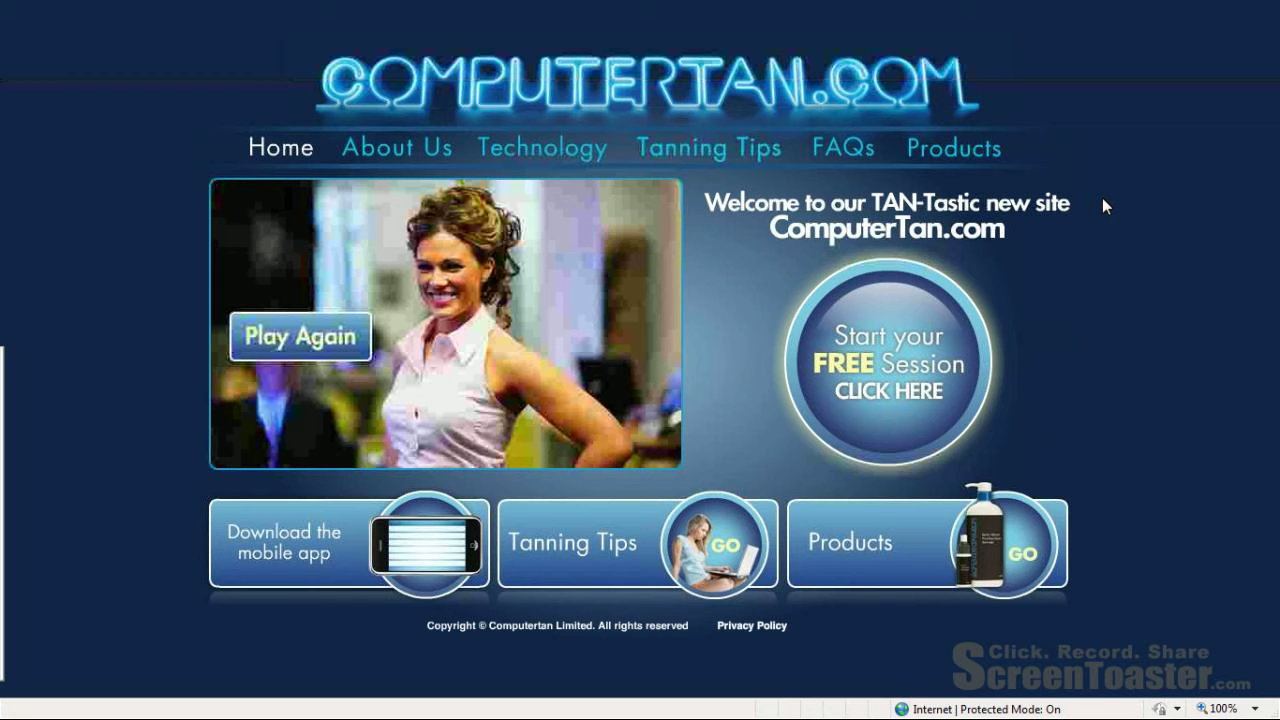 COMPUTERTAN.COM
Home About Us Technology Tanning Tips FAQs Products
Welcome to our TAN-Tastic new site
ComputerTan.com
Play Again
Start your
FREE Session
CLICK HERE
Download the
mobile app
Tanning Tips
GO
Products
GO
Copyright © Computertan Limited. All rights reserved Privacy Policy
Click. Record. Share
ScreenToaster.com
Internet | Protected Mode: On
100%